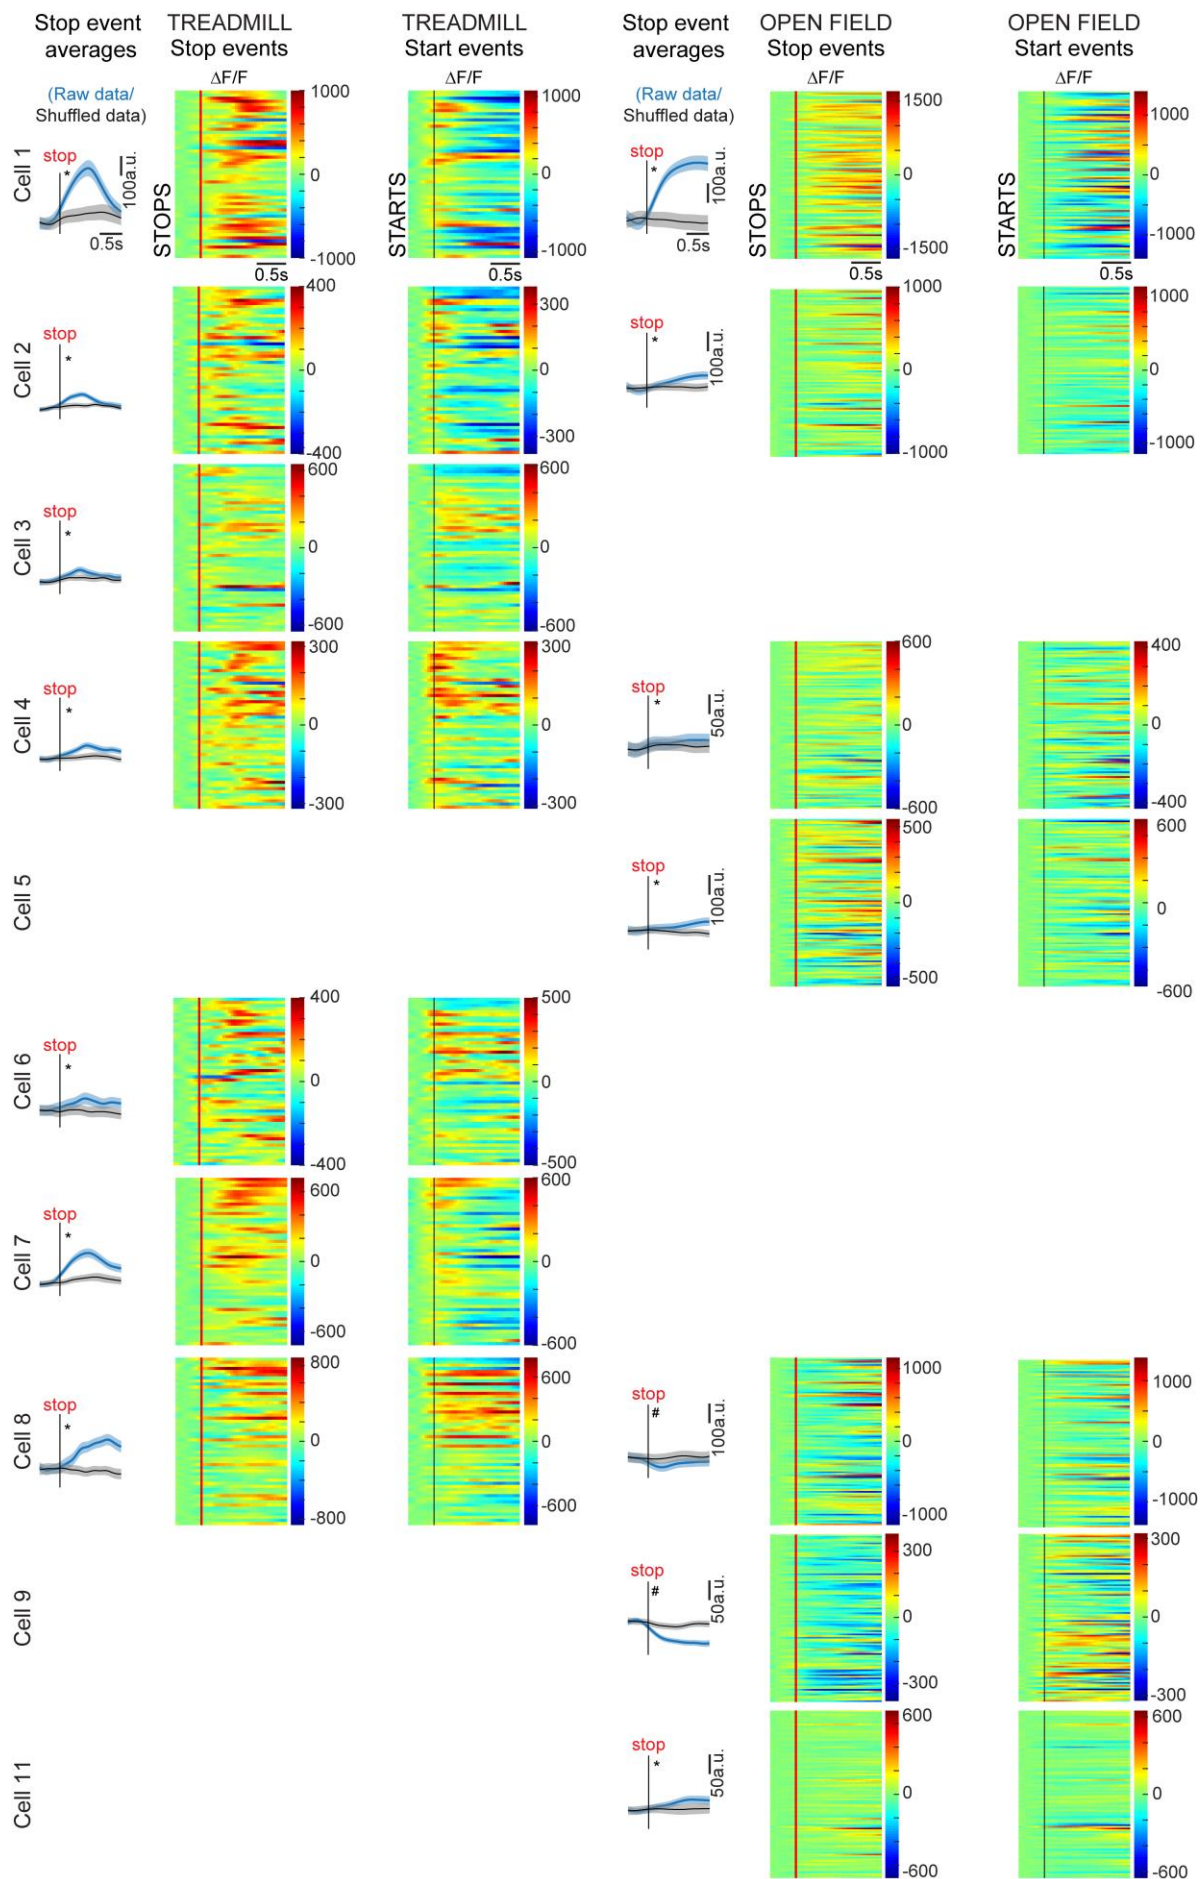 Stop event
averages
TREADMILL
Stop events
TREADMILL
Start events
Stop event
averages
OPEN FIELD
Stop events
OPEN FIELD
Start events
(Raw data/
Shuffled data)
ΔF/F
ΔF/F
(Raw data/
Shuffled data)
ΔF/F
ΔF/F
Cell 1
stop
*
100a.u.
0.5s
STOPS
1000
0
-1000
0.5s
STARTS
1000
0
-1000
0.5s
stop
*
100a.u.
0.5s
STOPS
1500
0
-1500
0.5s
STARTS
1000
0
-1000
0.5s
Cell 2
stop
*
400
0
-400
300
0
-300
stop
*
100a.u.
1000
0
-1000
1000
0
-1000
Cell 3
stop
*
600
0
-600
600
0
-600
Cell 4
stop
*
300
0
-300
300
0
-300
stop
*
50a.u.
600
0
-600
400
0
-400
Cell 5
stop
*
100a.u.
500
0
-500
600
0
-600
Cell 6
stop
*
400
0
-400
500
0
-500
Cell 7
stop
*
600
0
-600
600
0
-600
Cell 8
stop
*
800
0
-800
600
0
-600
stop
#
100a.u.
1000
0
-1000
1000
0
-1000
Cell 9
stop
#
50a.u.
300
0
-300
300
0
-300
Cell 11
stop
*
50a.u.
600
0
-600
600
0
-600